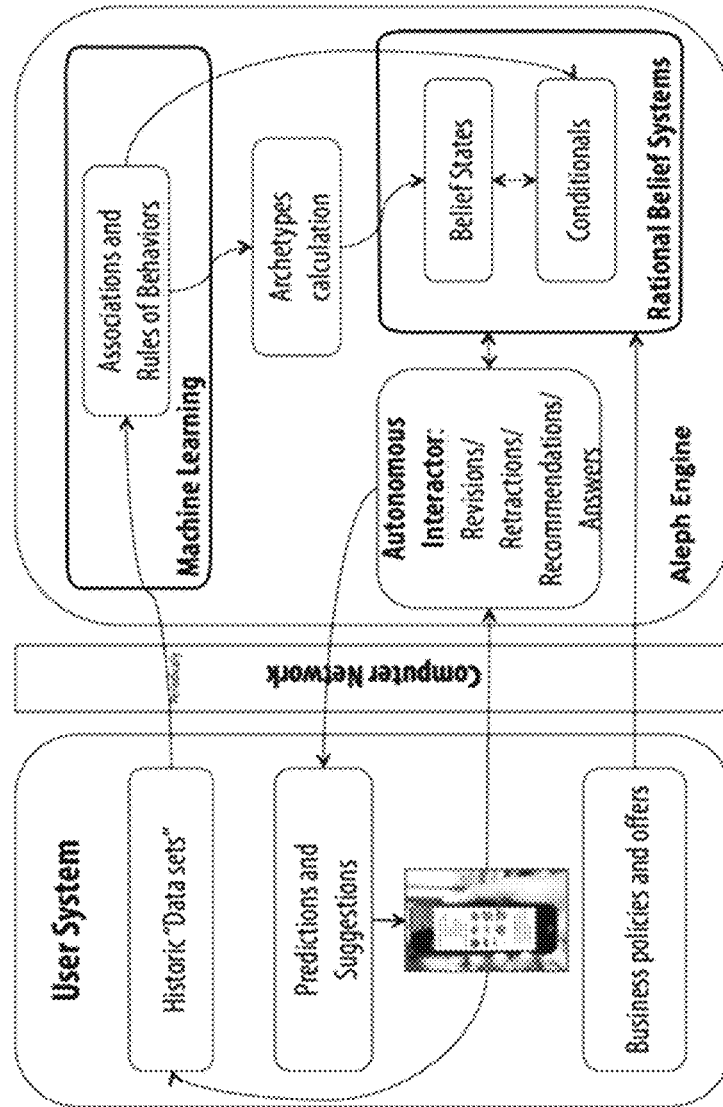 User System
Historic "Data sets"
Predictions and
Suggestions
Business policies and offers
Computer Network
Machine Learning
Associations and
Rules of Behaviors
Archetypes
calculation
Autonomous
Interactor:
Revisions/
Retractions/
Recommendations/
Answers
Belief States
Conditionals
Rational Belief Systems
Aleph Engine